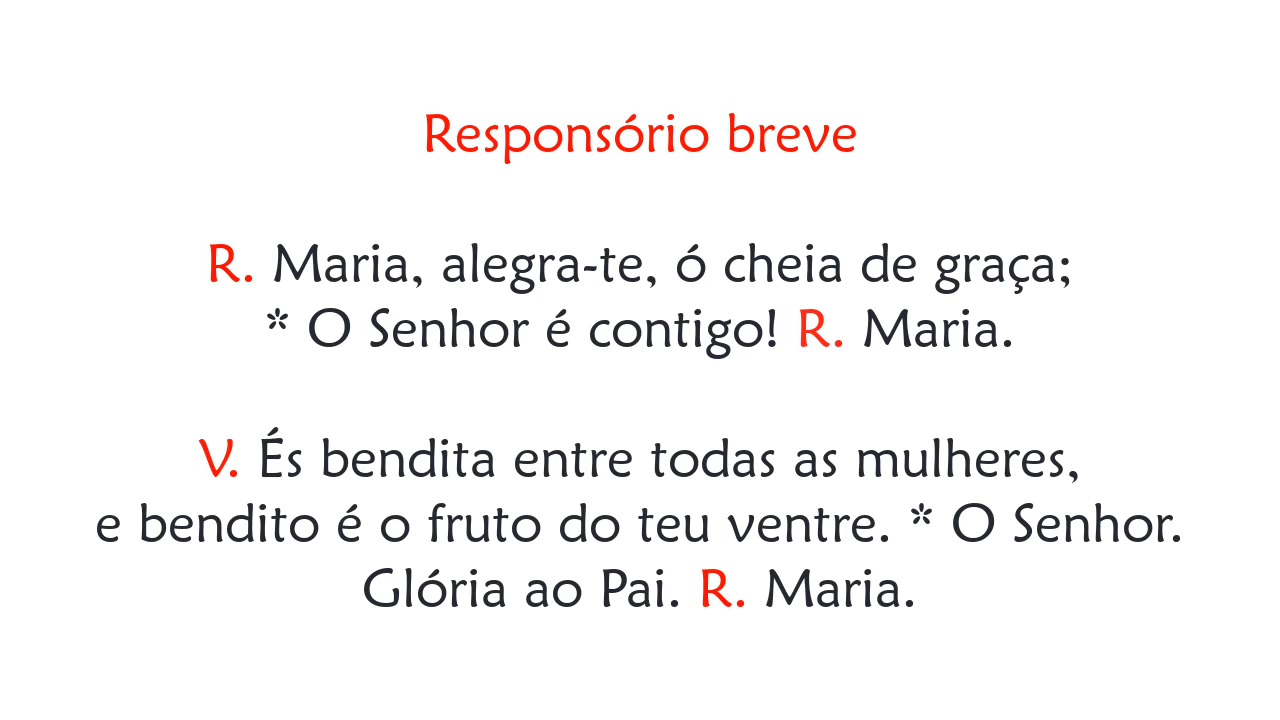 Responsório breve
R. Maria, alegra-te, ó cheia de graça;
* O Senhor é contigo! R. Maria.
V. És bendita entre todas as mulheres,
e bendito é o fruto do teu ventre. * O Senhor.
Glória ao Pai. R. Maria.